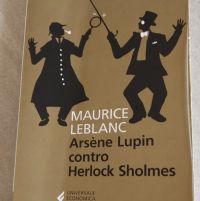 MAURICE
LEBLANC
Arsène Lupin
contro
Herlock Sholmes
UNIVERSALE
ECONOMICA